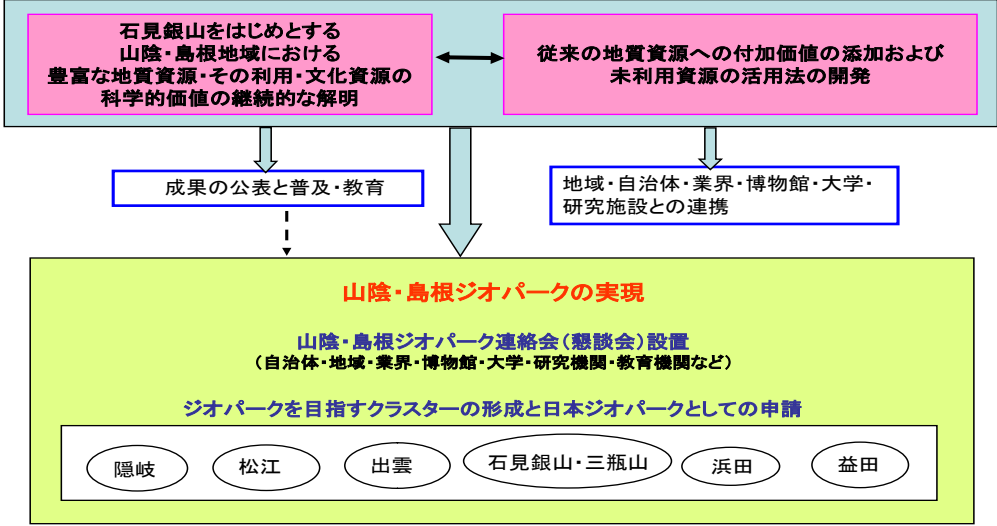 石見銀山をはじめとする
山陰・島根地域における
豊富な地質資源・その利用・文化資源の
科学的価値の継続的な解明
従来の地質資源への付加価値の添加および
未利用資源の活用法の開発
成果の公表と普及・教育
地域・自治体・業界・博物館・大学・
研究施設との連携
山陰・島根ジオパークの実現
山陰・島根ジオパーク連絡会(懇談会)設置
(自治体・地域・業界・博物館・大学・研究機関・教育機関など)
ジオパークを目指すクラスターの形成と日本ジオパークとしての申請
隠岐
松江
出雲
石見銀山・三瓶山
浜田
益田